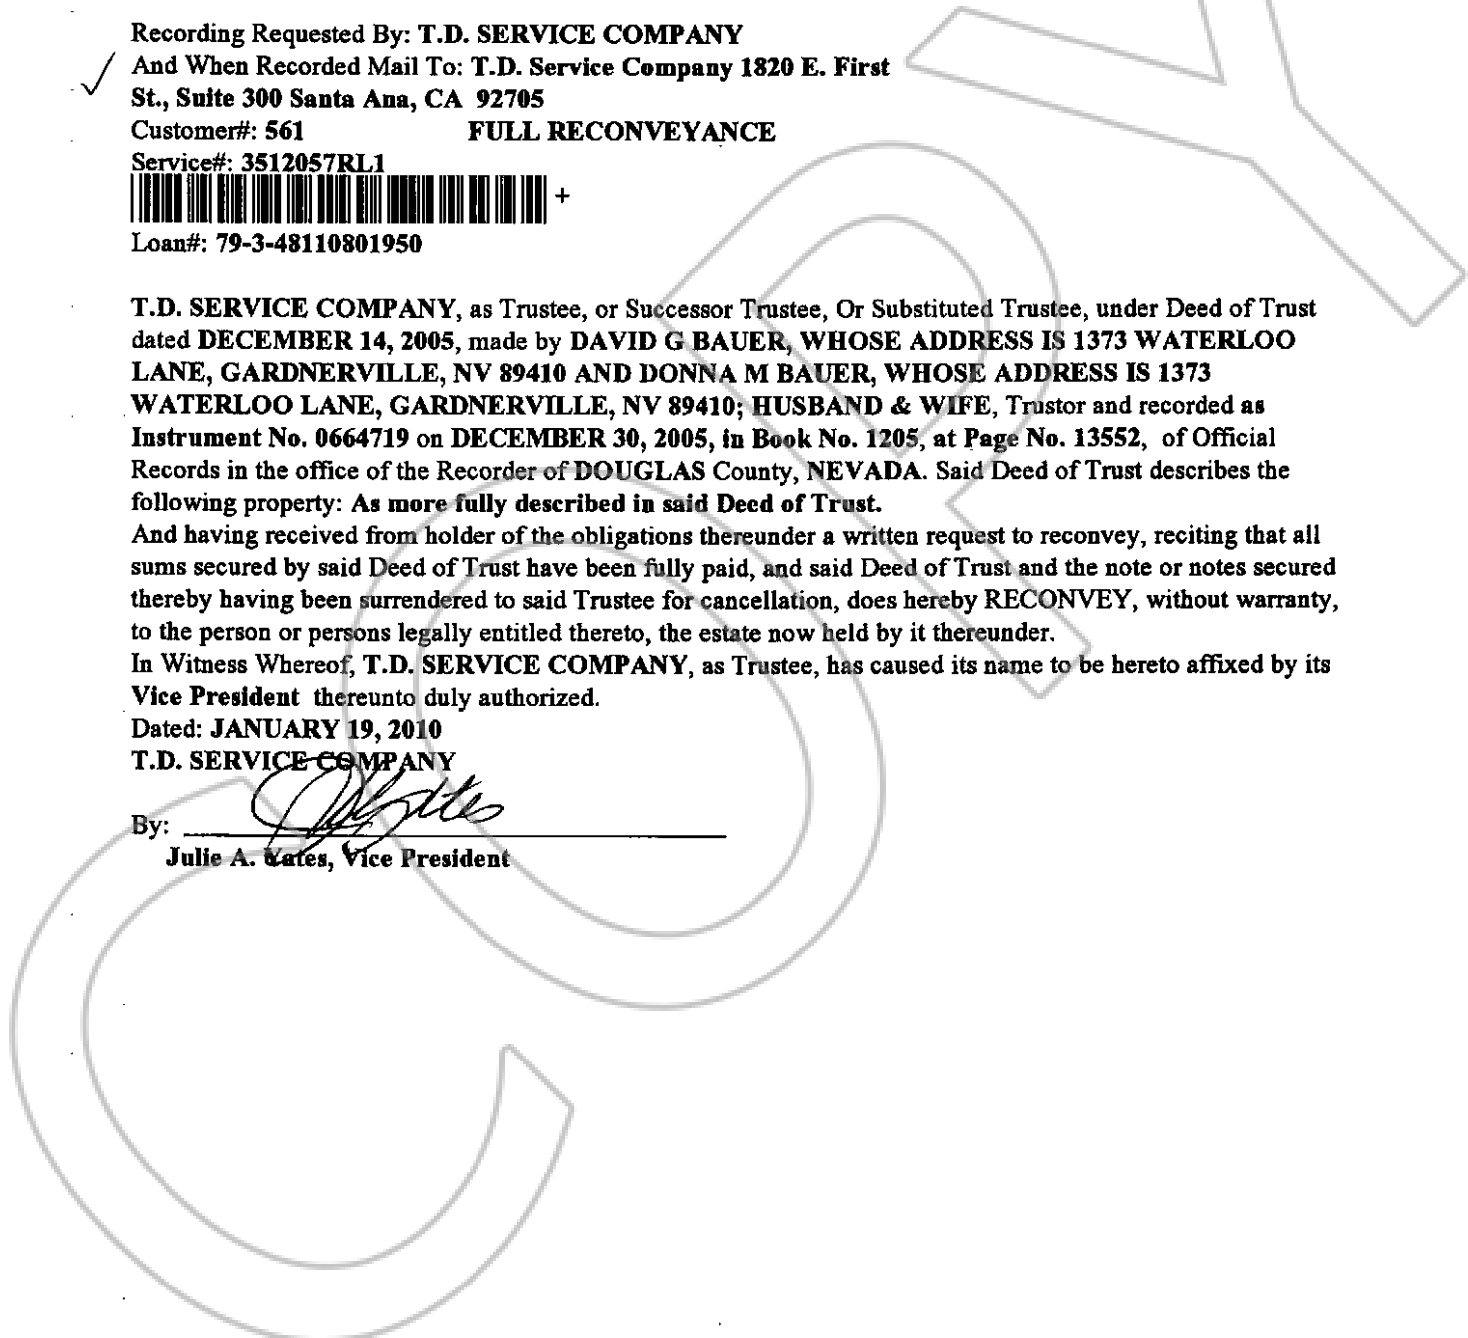 Recording Requested By: T.D. SERVICE COMPANY
And When Recorded Mail To: T.D. Service Company 1820 E. First
St., Suite 300 Santa Ana, CA 92705
Customer#: 561 FULL RECONVEYANCE
Service#: 3512057RL1
+
Loan#: 79-3-48110801950
T.D. SERVICE COMPANY, as Trustee, or Successor Trustee, Or Substituted Trustee, under Deed of Trust
dated DECEMBER 14, 2005, made by DAVID G BAUER, WHOSE ADDRESS IS 1373 WATERLOO
LANE, GARDNERVILLE, NV 89410 AND DONNA M BAUER, WHOSE ADDRESS IS 1373
WATERLOO LANE, GARDNERVILLE, NV 89410; HUSBAND & WIFE, Trustor and recorded as
Instrument No. 0664719 on DECEMBER 30, 2005, in Book No. 1205, at Page No. 13552, of Official
Records in the office of the Recorder of DOUGLAS County, NEVADA. Said Deed of Trust describes the
following property: As more fully described in said Deed of Trust.
And having received from holder of the obligations thereunder a written request to reconvey, reciting that all
sums secured by said Deed of Trust have been fully paid, and said Deed of Trust and the note or notes secured
thereby having been surrendered to said Trustee for cancellation, does hereby RECONVEY, without warranty,
to the person or persons legally entitled thereto, the estate now held by it thereunder.
In Witness Whereof, T.D. SERVICE COMPANY, as Trustee, has caused its name to be hereto affixed by its
Vice President thereunto duly authorized.
Dated: JANUARY 19, 2010
T.D. SERVICE COMPANY
By:
Julie A. Yates, Vice President
COPY